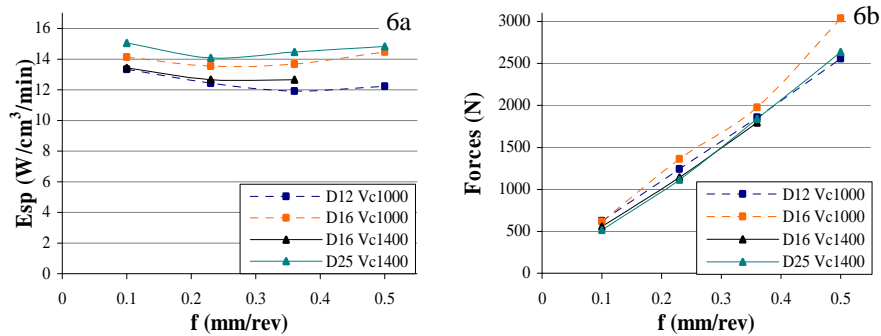 6a
16
14
12
10
8
6
4
2
0
Esp (W/cm³/min)
0
0.1
0.2
0.3
0.4
0.5
f (mm/rev)
D12 Vc1000
D16 Vc1000
D16 Vc1400
D25 Vc1400
6b
3000
2500
2000
1500
1000
500
0
Forces (N)
0
0.1
0.2
0.3
0.4
0.5
f (mm/rev)
D12 Vc1000
D16 Vc1000
D16 Vc1400
D25 Vc1400